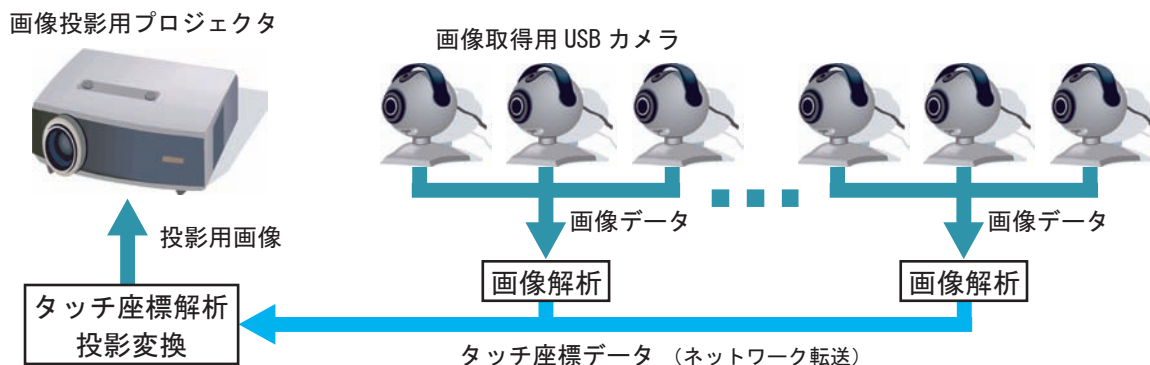 画像投影用プロジェクタ
画像取得用 USB カメラ
画像データ
画像データ
投影用画像
画像解析
画像解析
タッチ座標解析
投影変換
タッチ座標データ （ネットワーク転送）